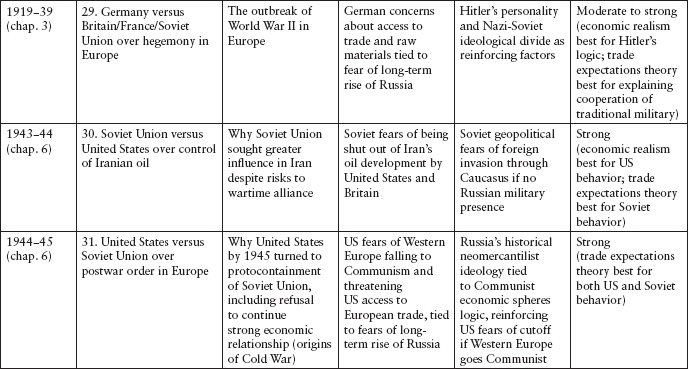 1919–39
(chap. 3)
29. Germany versus
Britain/France/Soviet
Union over hegemony in
Europe
The outbreak of
World War II in
Europe
German concerns
about access to
trade and raw
materials tied to
fear of long-term
rise of Russia
Hitler's personality
and Nazi-Soviet
ideological divide as
reinforcing factors
Moderate to strong
(economic realism
best for Hitler's
logic; trade
expectations theory
best for explaining
cooperation of
traditional military)
1943–44
(chap. 6)
30. Soviet Union versus
United States over control
of Iranian oil
Why Soviet Union
sought greater
influence in Iran
despite risks to
wartime alliance
Soviet fears of being
shut out of Iran's
oil development by
United States and
Britain
Soviet geopolitical
fears of foreign
invasion through
Caucasus if no
Russian military
presence
Strong
(economic realism
best for US
behavior; trade
expectations theory
best for Soviet
behavior)
1944–45
(chap. 6)
31. United States versus
Soviet Union over
postwar order in Europe
Why United States
by 1945 turned to
protocontainment
of Soviet Union,
including refusal
to continue
strong economic
relationship (origins
of Cold War)
US fears of Western
Europe falling to
Communism and
threatening
US access to
European trade, tied
to fears of long-
term rise of Russia
Russia's historical
neomercantilist
ideology tied
to Communist
economic spheres
logic, reinforcing
US fears of cutoff
if Western Europe
goes Communist
Strong
(trade expectations
theory best for
both US and Soviet
behavior)